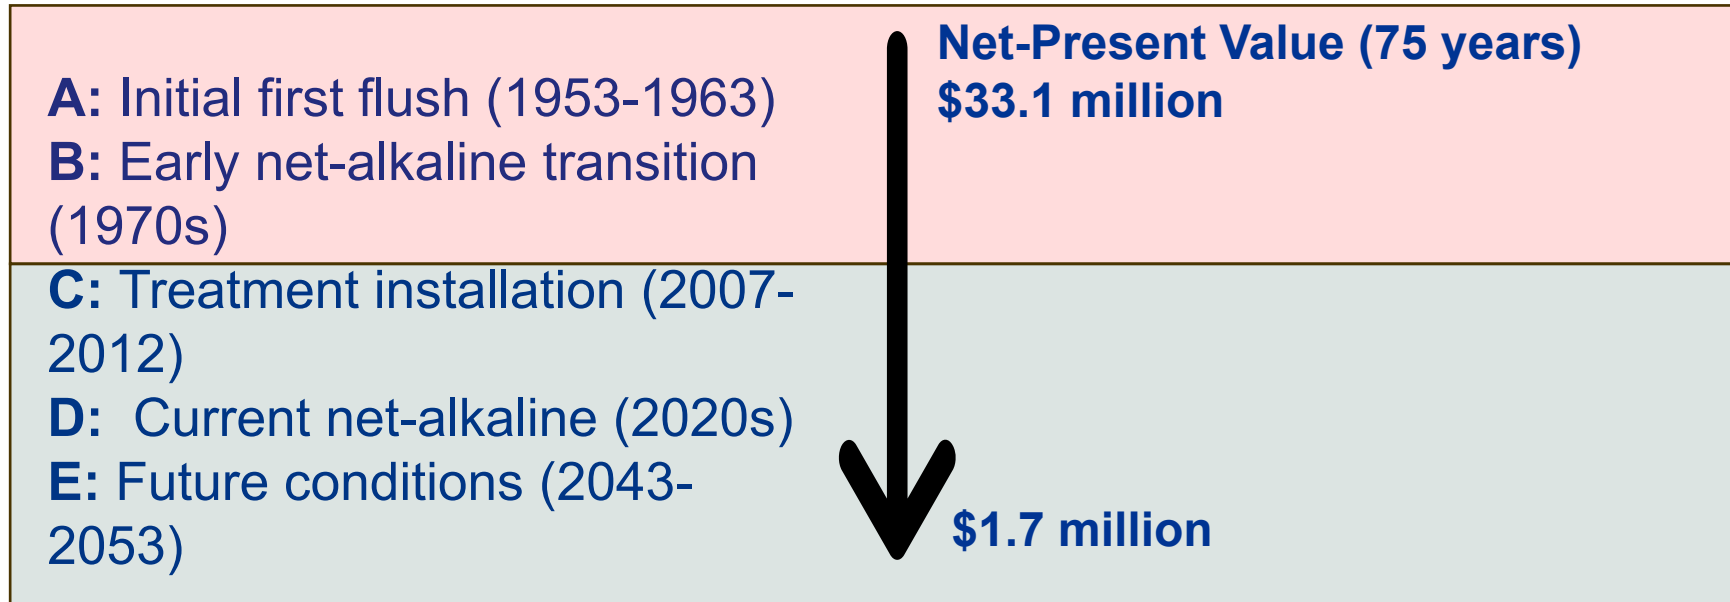 A: Initial first flush (1953-1963)
B: Early net-alkaline transition
(1970s)
C: Treatment installation (2007-
2012)
D:  Current net-alkaline (2020s)
E: Future conditions (2043-
2053)
Net-Present Value (75 years)
$33.1 million
$1.7 million